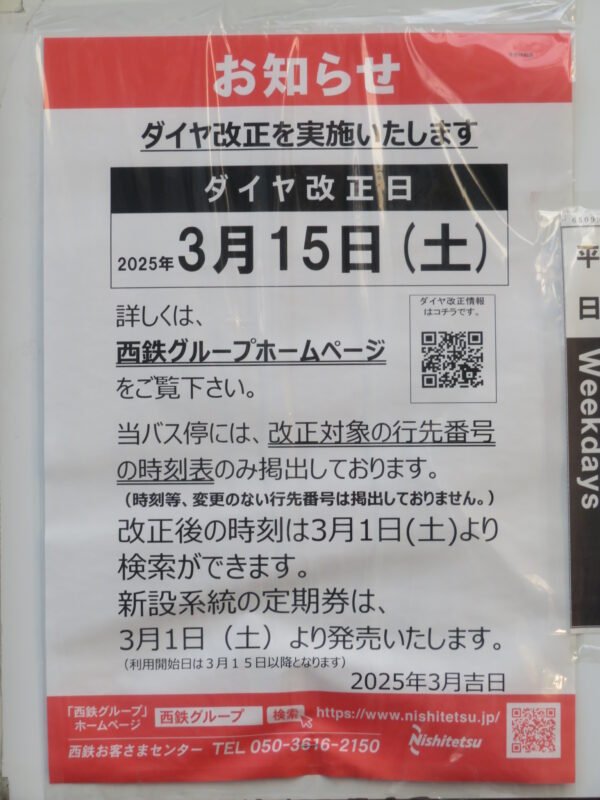 お知らせ
ダイヤ改正を実施いたします
ダイヤ改正日
2025年3月15日(土)
詳しくは、
西鉄グループホームページ
をご覧下さい。
ダイヤ改正情報
はコチラです。
当バス停には、改正対象の行先番号
の時刻表のみ掲出しております。
(時刻等、変更のない行先番号は掲出しておりません。)
改正後の時刻は3月1日(土)より
検索ができます。
新設系統の定期券は、
3月1日(土)より発売いたします。
(利用開始日は3月15日以降となります)
2025年3月吉日
「西鉄グループ」
ホームページ
西鉄グループ 検索 https://www.nishitetsu.jp/
西鉄お客さまセンター TEL 050-3616-2150 Nishitetsu
平日
Weekdays